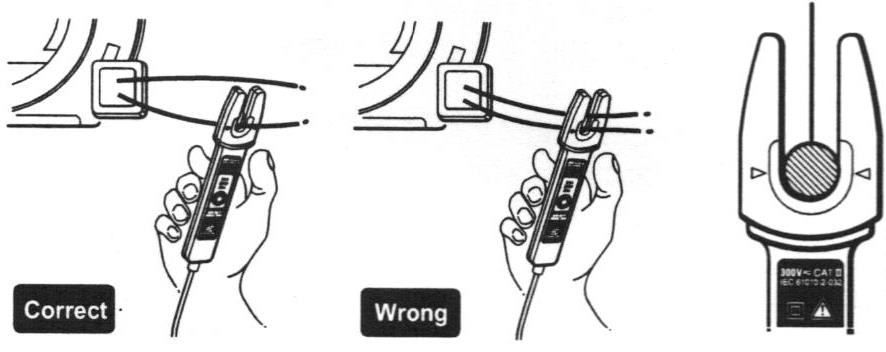 Correct
Wrong
300V≂ CAT II
IEC 61010-2-032